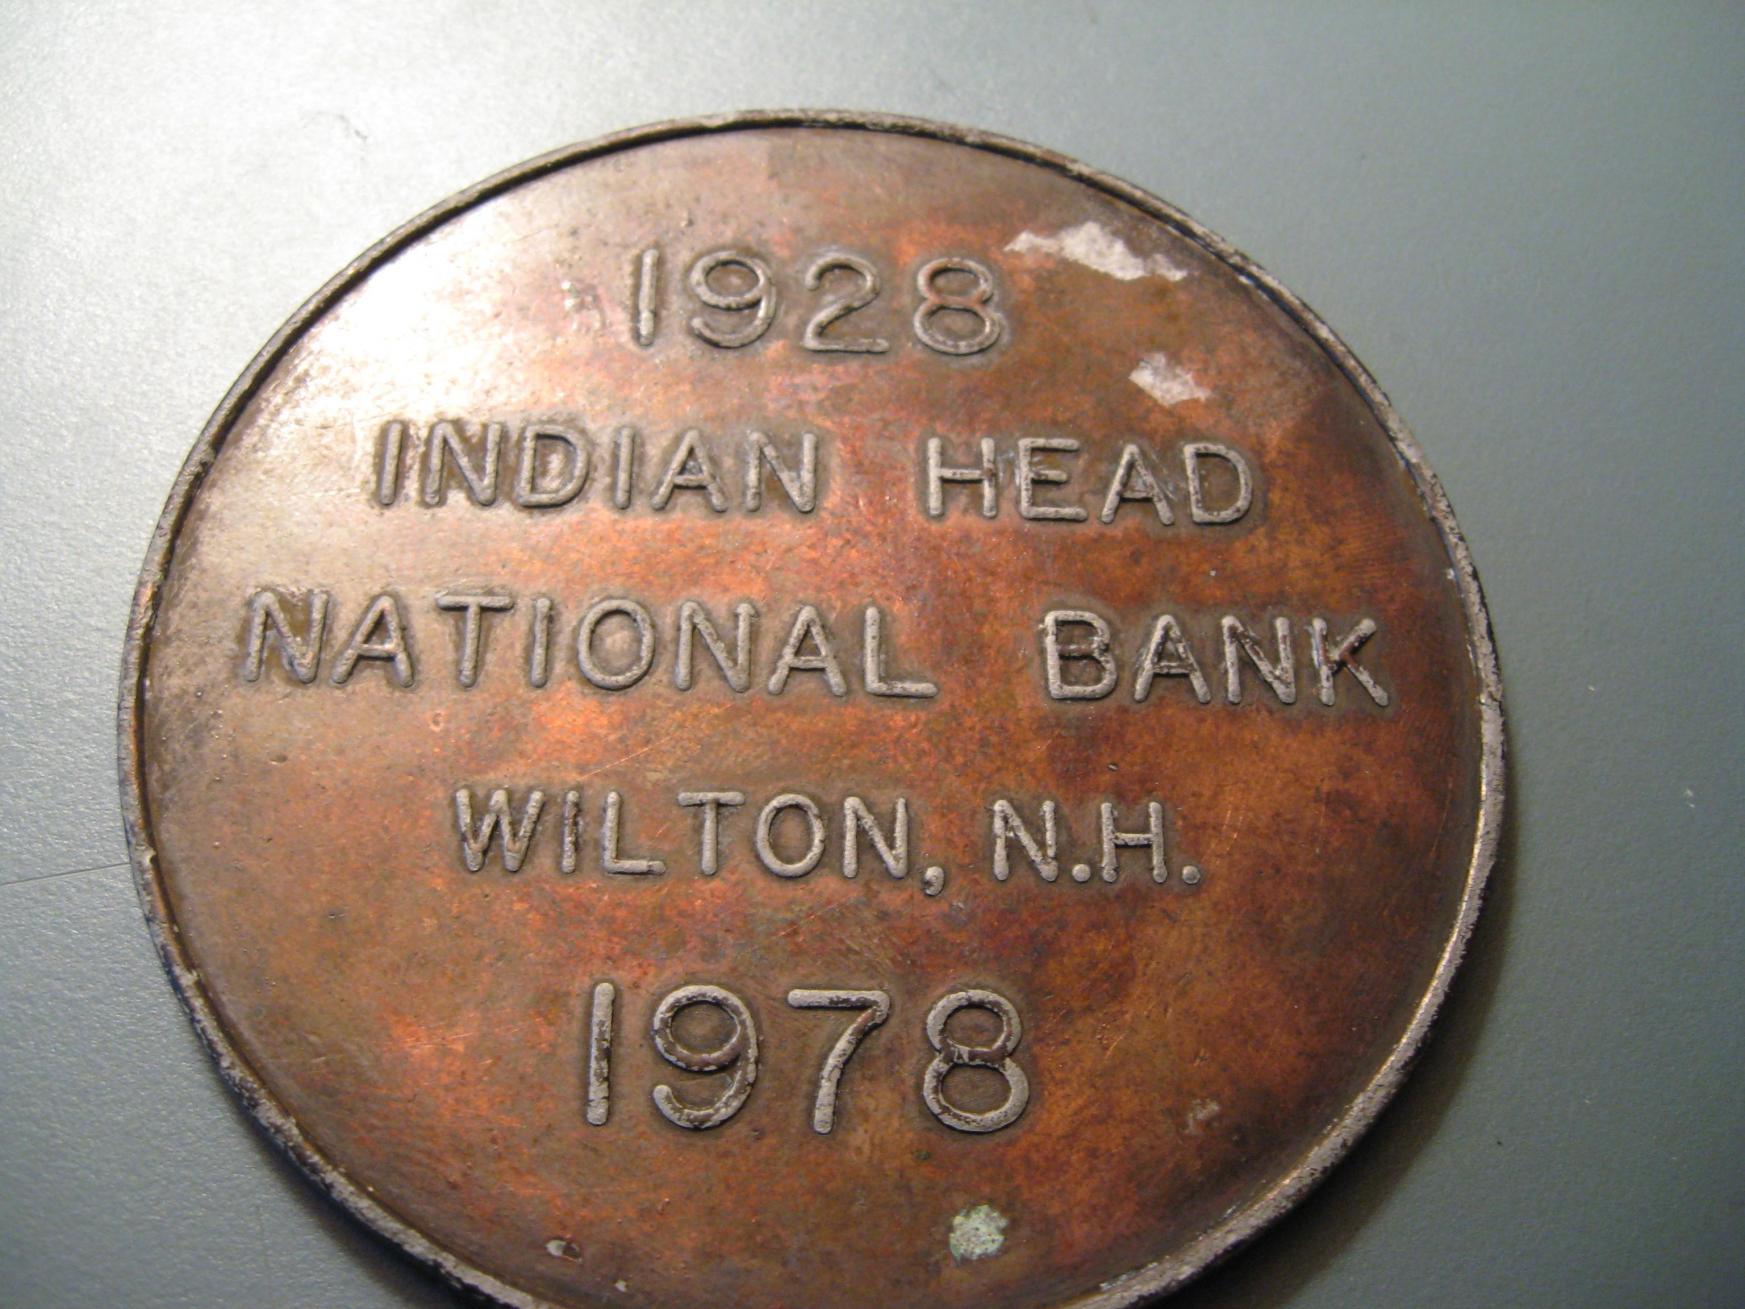 1928
INDIAN HEAD
NATIONAL BANK
WILTON, N.H.
1978